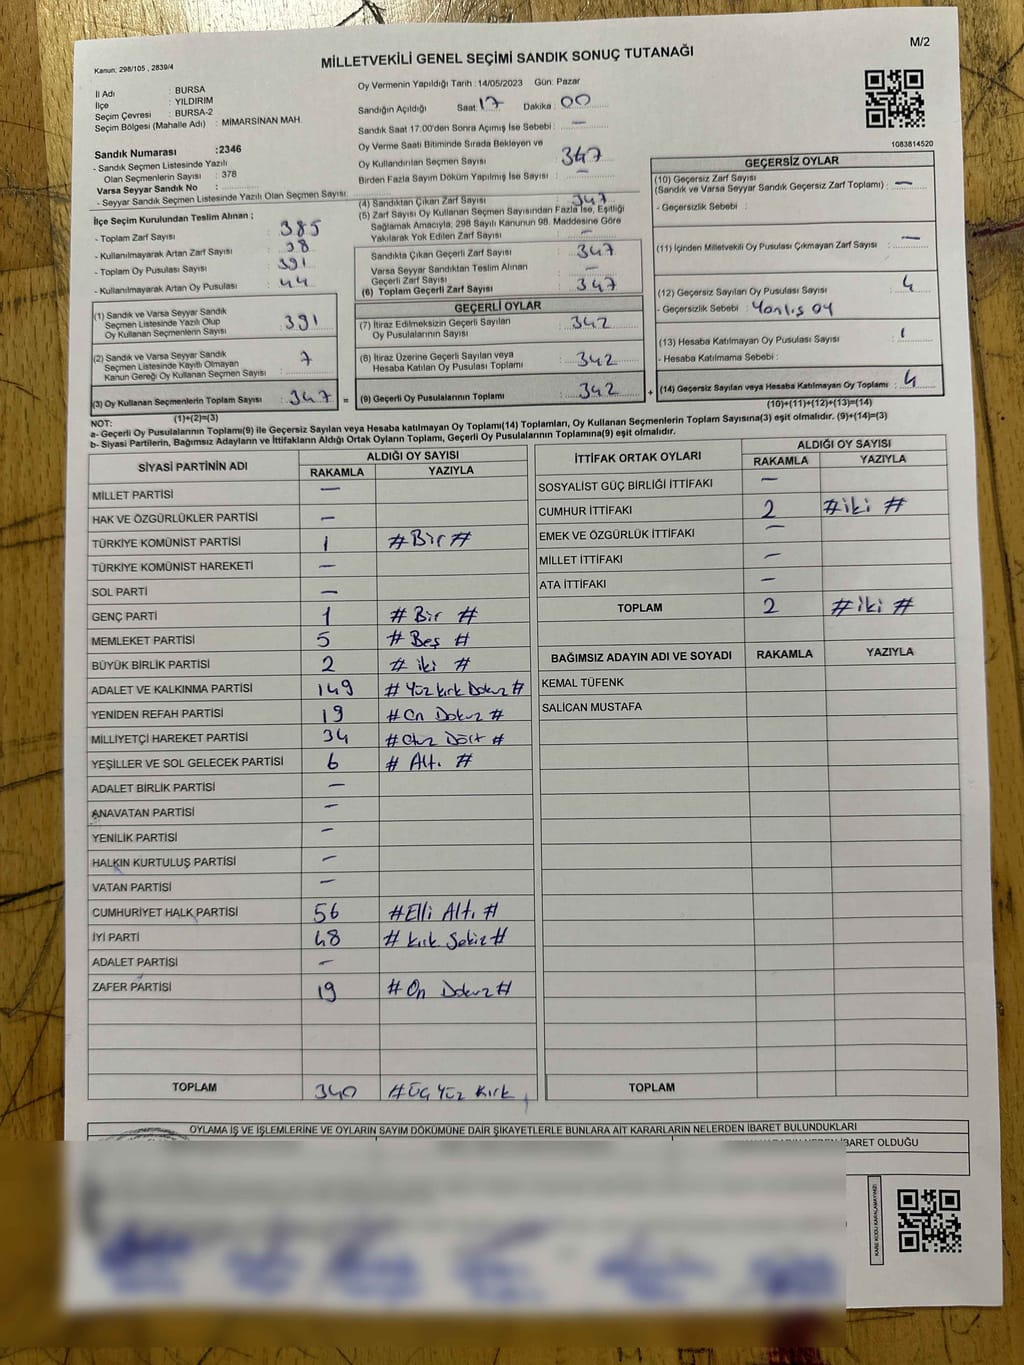 M/2
Kanun: 298/105 , 2839/4
MİLLETVEKİLİ GENEL SEÇİMİ SANDIK SONUÇ TUTANAĞI
İl Adı : BURSA
İlçe : YILDIRIM
Seçim Çevresi : BURSA-2
Seçim Bölgesi (Mahalle Adı) : MİMARSİNAN MAH.
Sandık Numarası :2346
- Sandık Seçmen Listesinde Yazılı
Olan Seçmenlerin Sayısı : 378
Varsa Seyyar Sandık No :
- Seyyar Sandık Seçmen Listesinde Yazılı Olan Seçmen Sayısı:
İlçe Seçim Kurulundan Teslim Alınan ;
- Toplam Zarf Sayısı : 385
- Kullanılmayarak Artan Zarf Sayısı : 38
- Toplam Oy Pusulası Sayısı : 391
- Kullanılmayarak Artan Oy Pusulası : 44
(1) Sandık ve Varsa Seyyar Sandık
Seçmen Listesinde Yazılı Olup
Oy Kullanan Seçmenlerin Sayısı : 391
(2) Sandık ve Varsa Seyyar Sandık
Seçmen Listesinde Kayıtlı Olmayan
Kanun Gereği Oy Kullanan Seçmen Sayısı : 7
(3) Oy Kullanan Seçmenlerin Toplam Sayısı : 347 =
(1)+(2)=(3)
Oy Vermenin Yapıldığı Tarih : 14/05/2023 Gün: Pazar
Sandığın Açıldığı Saat 17 Dakika : 00
Sandık Saat 17:00'den Sonra Açımış İse Sebebi : —
Oy Verme Saati Bitiminde Sırada Bekleyen ve
Oy Kullandırılan Seçmen Sayısı : 347
Birden Fazla Sayım Döküm Yapılmış İse Sayısı : —
(4) Sandıktan Çıkan Zarf Sayısı : 347
(5) Zarf Sayısı Oy Kullanan Seçmen Sayısından Fazla İse, Eşitliği
Sağlamak Amacıyla, 298 Sayılı Kanunun 98. Maddesine Göre
Yakılarak Yok Edilen Zarf Sayısı : —
Sandıkta Çıkan Geçerli Zarf Sayısı : 347
Varsa Seyyar Sandıktan Teslim Alınan
Geçerli Zarf Sayısı : —
(6) Toplam Geçerli Zarf Sayısı : 347
GEÇERLİ OYLAR
(7) İtiraz Edilmeksizin Geçerli Sayılan
Oy Pusulalarının Sayısı : 342
(8) İtiraz Üzerine Geçerli Sayılan veya
Hesaba Katılan Oy Pusulası Toplamı : 342
(9) Geçerli Oy Pusulalarının Toplamı : 342 +
1083814520
GEÇERSİZ OYLAR
(10) Geçersiz Zarf Sayısı
(Sandık ve Varsa Seyyar Sandık Geçersiz Zarf Toplamı) : —
- Geçersizlik Sebebi :
(11) İçinden Milletvekili Oy Pusulası Çıkmayan Zarf Sayısı : —
(12) Geçersiz Sayılan Oy Pusulası Sayısı : 4
- Geçersizlik Sebebi : Yanlış oy
(13) Hesaba Katılmayan Oy Pusulası Sayısı : 1
- Hesaba Katılmama Sebebi :
(14) Geçersiz Sayılan veya Hesaba Katılmayan Oy Toplamı : 4
(10)+(11)+(12)+(13)=(14)
NOT:
a- Geçerli Oy Pusulalarının Toplamı(9) ile Geçersiz Sayılan veya Hesaba katılmayan Oy Toplamı(14) Toplamları, Oy Kullanan Seçmenlerin Toplam Sayısına(3) eşit olmalıdır. (9)+(14)=(3)
b- Siyasi Partilerin, Bağımsız Adayların ve İttifakların Aldığı Ortak Oyların Toplamı, Geçerli Oy Pusulalarının Toplamına(9) eşit olmalıdır.
SİYASİ PARTİNİN ADI ALDIĞI OY SAYISI
RAKAMLA YAZIYLA
MİLLET PARTİSİ —
HAK VE ÖZGÜRLÜKLER PARTİSİ —
TÜRKİYE KOMÜNİST PARTİSİ 1 #Bir#
TÜRKİYE KOMÜNİST HAREKETİ —
SOL PARTİ —
GENÇ PARTİ 1 #Bir #
MEMLEKET PARTİSİ 5 # Beş #
BÜYÜK BİRLİK PARTİSİ 2 # iki #
ADALET VE KALKINMA PARTİSİ 149 # Yüz kırk Dokuz #
YENİDEN REFAH PARTİSİ 19 # On Dokuz #
MİLLİYETÇİ HAREKET PARTİSİ 34 # Otuz Dört #
YEŞİLLER VE SOL GELECEK PARTİSİ 6 # Altı #
ADALET BİRLİK PARTİSİ —
ANAVATAN PARTİSİ —
YENİLİK PARTİSİ —
HALKIN KURTULUŞ PARTİSİ —
VATAN PARTİSİ —
CUMHURİYET HALK PARTİSİ 56 #Elli Altı #
İYİ PARTİ 48 # Kırk Sekiz #
ADALET PARTİSİ —
ZAFER PARTİSİ 19 # On Dokuz #
TOPLAM 340 #Üç Yüz Kırk
İTTİFAK ORTAK OYLARI ALDIĞI OY SAYISI
RAKAMLA YAZIYLA
SOSYALİST GÜÇ BİRLİĞİ İTTİFAKI —
CUMHUR İTTİFAKI 2 #iki #
EMEK VE ÖZGÜRLÜK İTTİFAKI —
MİLLET İTTİFAKI —
ATA İTTİFAKI —
TOPLAM 2 #iki #
BAĞIMSIZ ADAYIN ADI VE SOYADI RAKAMLA YAZIYLA
KEMAL TÜFENK
SALİCAN MUSTAFA
TOPLAM
OYLAMA İŞ VE İŞLEMLERİNE VE OYLARIN SAYIM DÖKÜMÜNE DAİR ŞİKAYETLERLE BUNLARA AİT KARARLARIN NELERDEN İBARET BULUNDUKLARI
İBARET OLDUĞU
KARE KODU KARALAMAYINIZ!